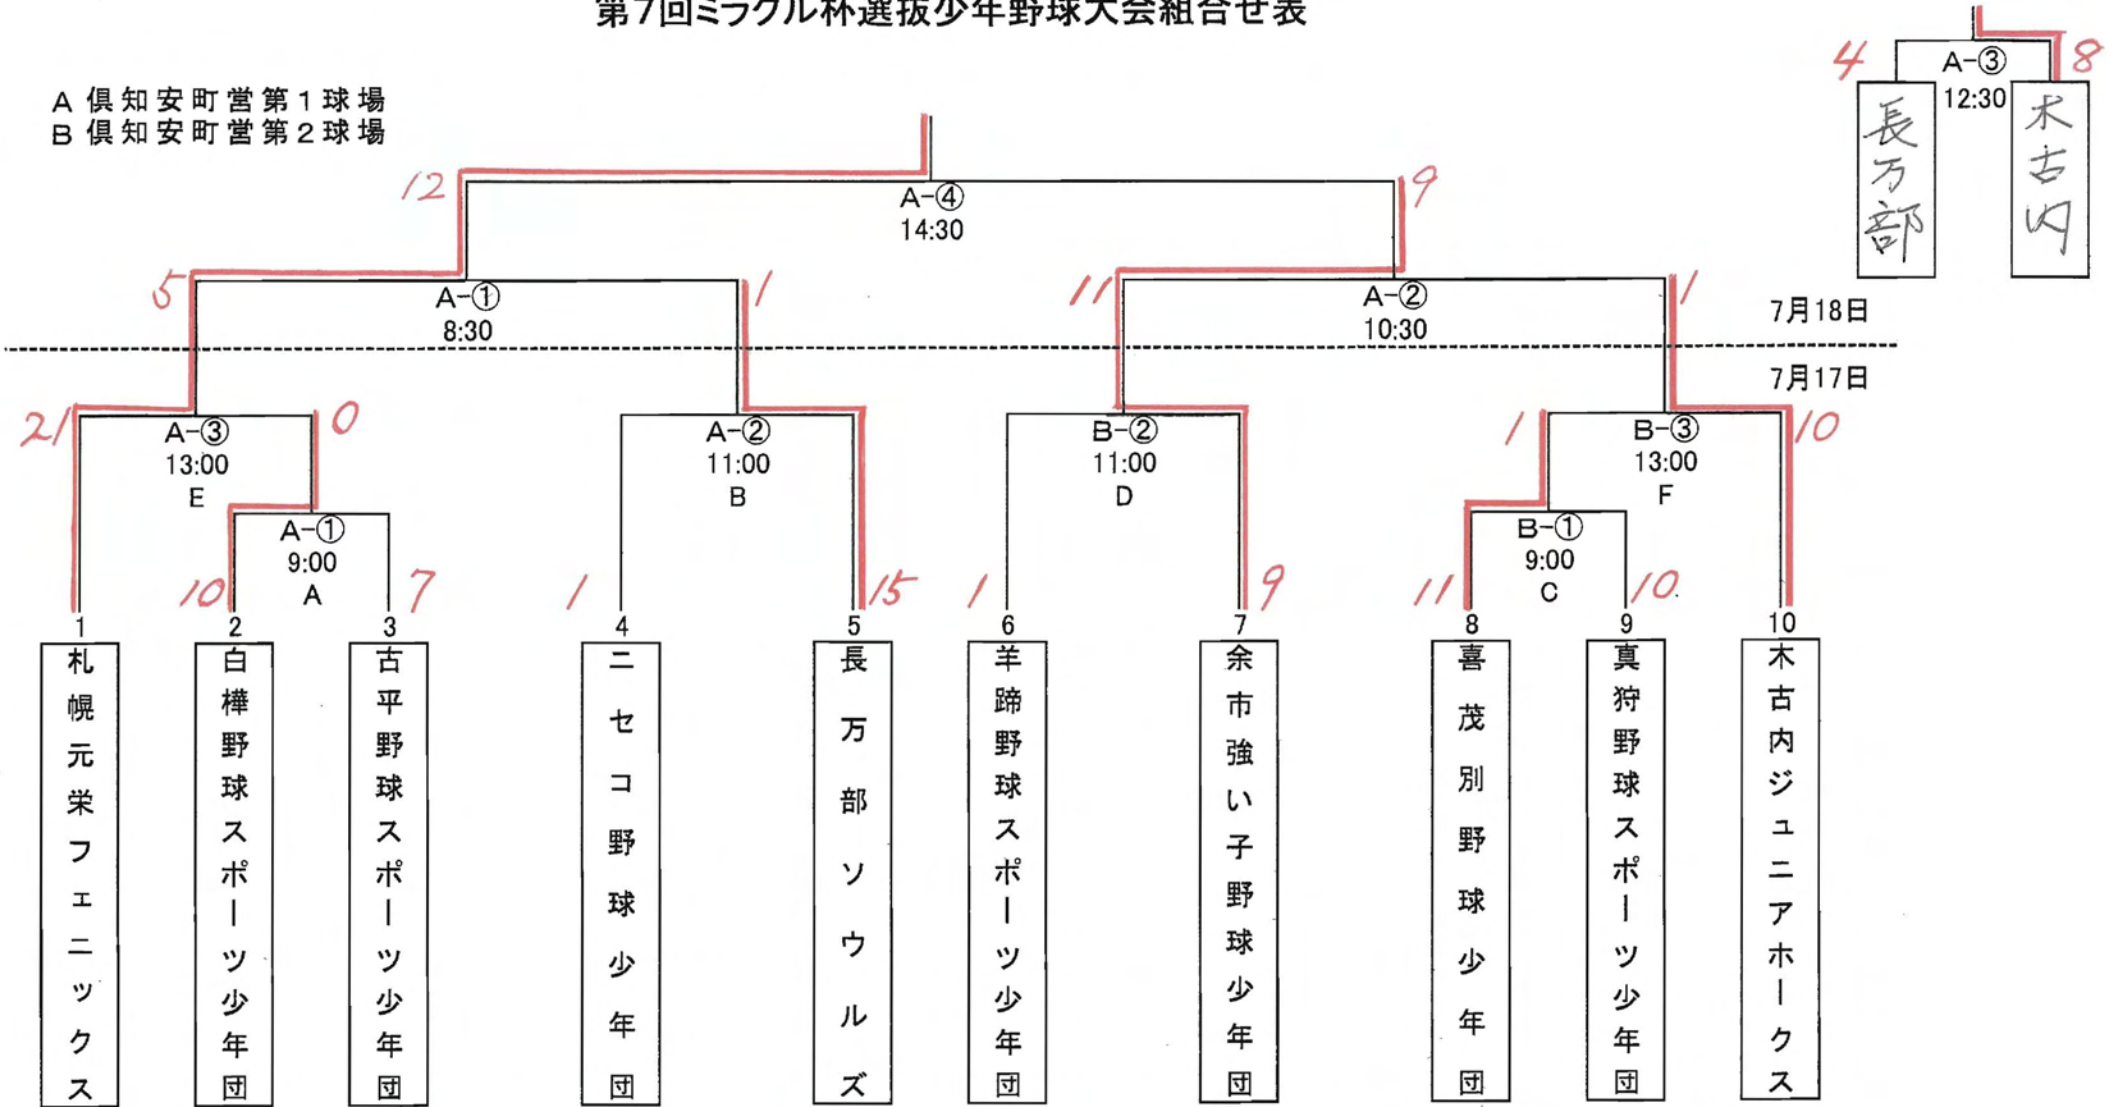 第7回ミラクル杯選抜少年野球大会組合せ表
A 倶知安町営第1球場
B 倶知安町営第2球場
4 A-③ 8
12:30
長万部
木古内
12 A-④ 9
14:30
5 A-① 1
8:30
11 A-② 1
10:30
7月18日
7月17日
21 A-③ 0
13:00
E
A-②
11:00
B
B-②
11:00
D
1 B-③ 10
13:00
F
10 A-① 7
9:00
A
1 15
1 9
11 B-① 10
9:00
C
1 2 3 4 5 6 7 8 9 10
札幌元栄フェニックス
白樺野球スポーツ少年団
古平野球スポーツ少年団
ニセコ野球少年団
長万部ソウルズ
羊蹄野球スポーツ少年団
余市強い子野球少年団
喜茂別野球少年団
真狩野球スポーツ少年団
木古内ジュニアホークス